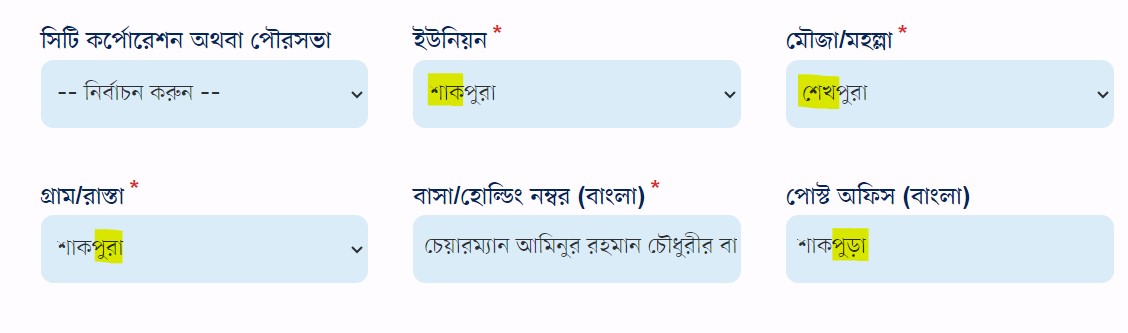 সিটি কর্পোরেশন অথবা পৌরসভা ইউনিয়ন * মৌজা/মহল্লা *
-- নির্বাচন করুন -- শাকপুরা শেখপুরা
গ্রাম/রাস্তা * বাসা/হোল্ডিং নম্বর (বাংলা) * পোস্ট অফিস (বাংলা)
শাকপুরা চেয়ারম্যান আমিনুর রহমান চৌধুরীর বা শাকপুড়া